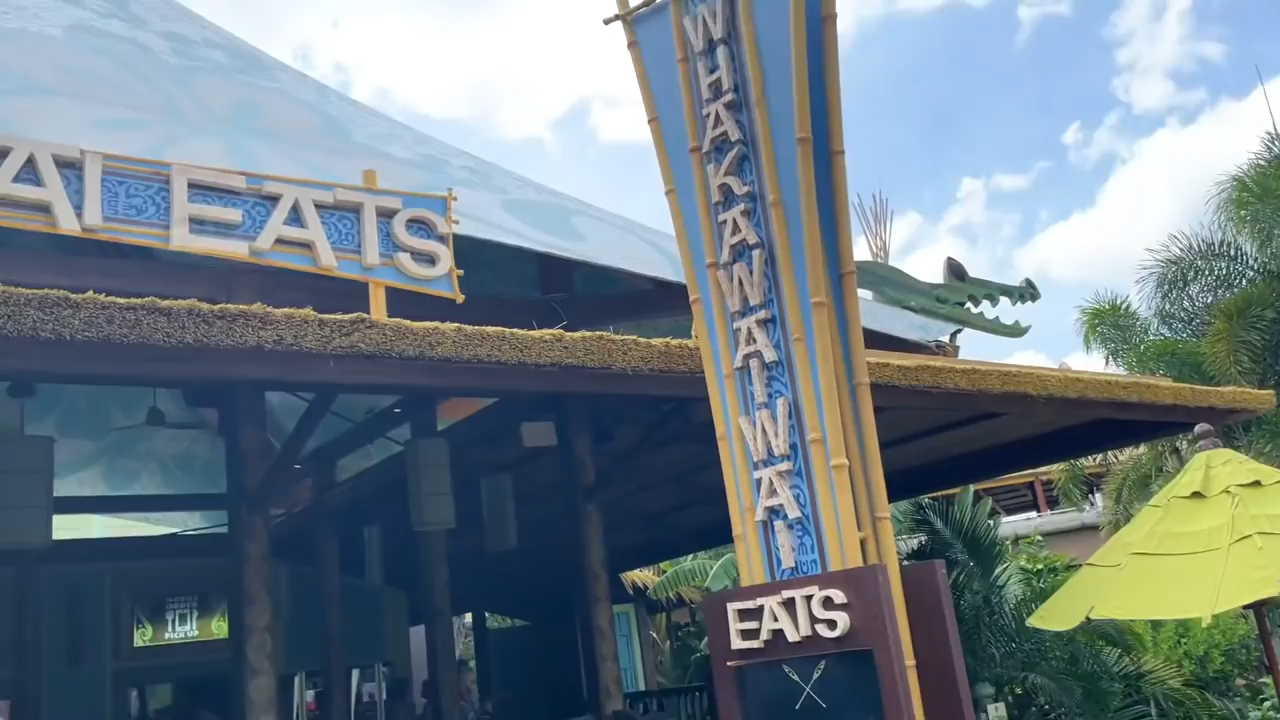 AI EATS
WHAKAWAIWAI
EATS
MOBILE
ORDER
PICK UP